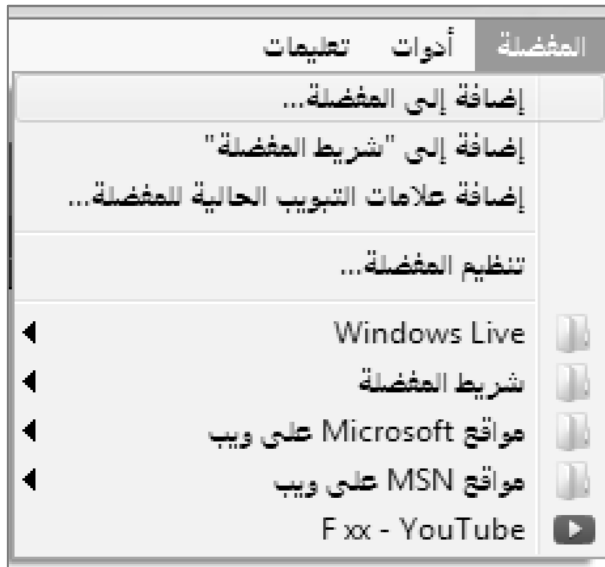 المفضلة أدوات تعليمات
إضافة إلى المفضلة...
إضافة إلى "شريط المفضلة"
إضافة علامات التبويب الحالية للمفضلة...
تنظيم المفضلة...
Windows Live
شريط المفضلة
مواقع Microsoft على ويب
مواقع MSN على ويب
F xx - YouTube